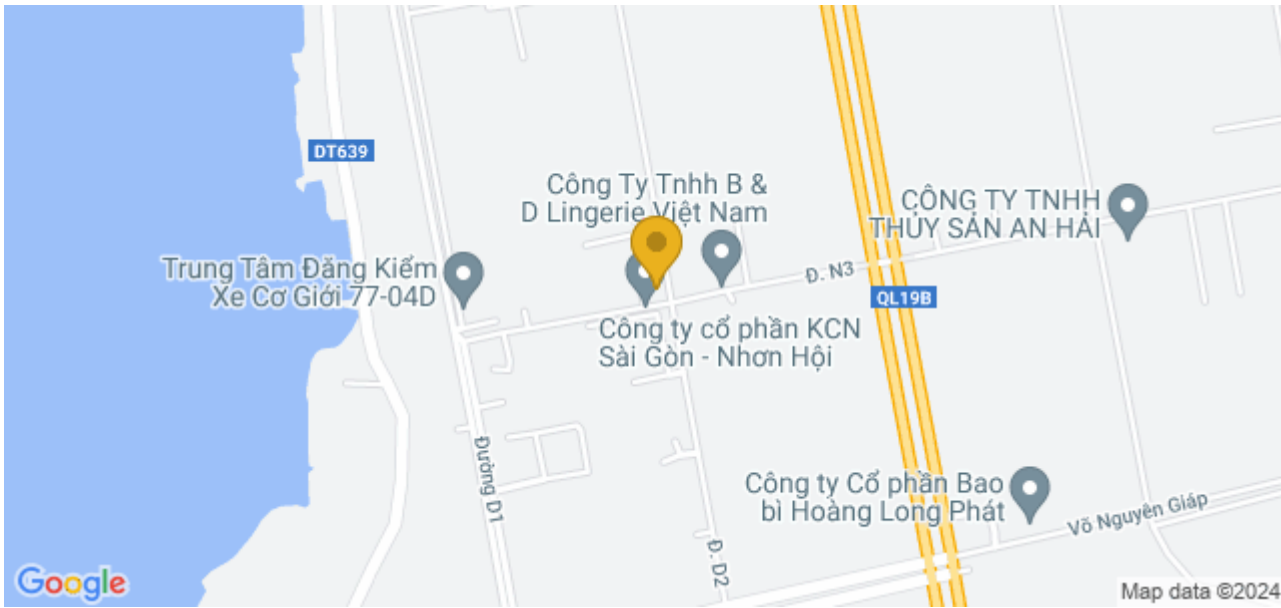 DT639
Công Ty Tnhh B &
D Lingerie Việt Nam
CÔNG TY TNHH
THỦY SẢN AN HẢI
Trung Tâm Đăng Kiểm
Xe Cơ Giới 77-04D
Đ. N3
QL19B
Công ty cổ phần KCN
Sài Gòn - Nhơn Hội
Đường D1
Công ty Cổ phần Bao
bì Hoàng Long Phát
Võ Nguyên Giáp
Đ. D2
Google
Map data ©2024